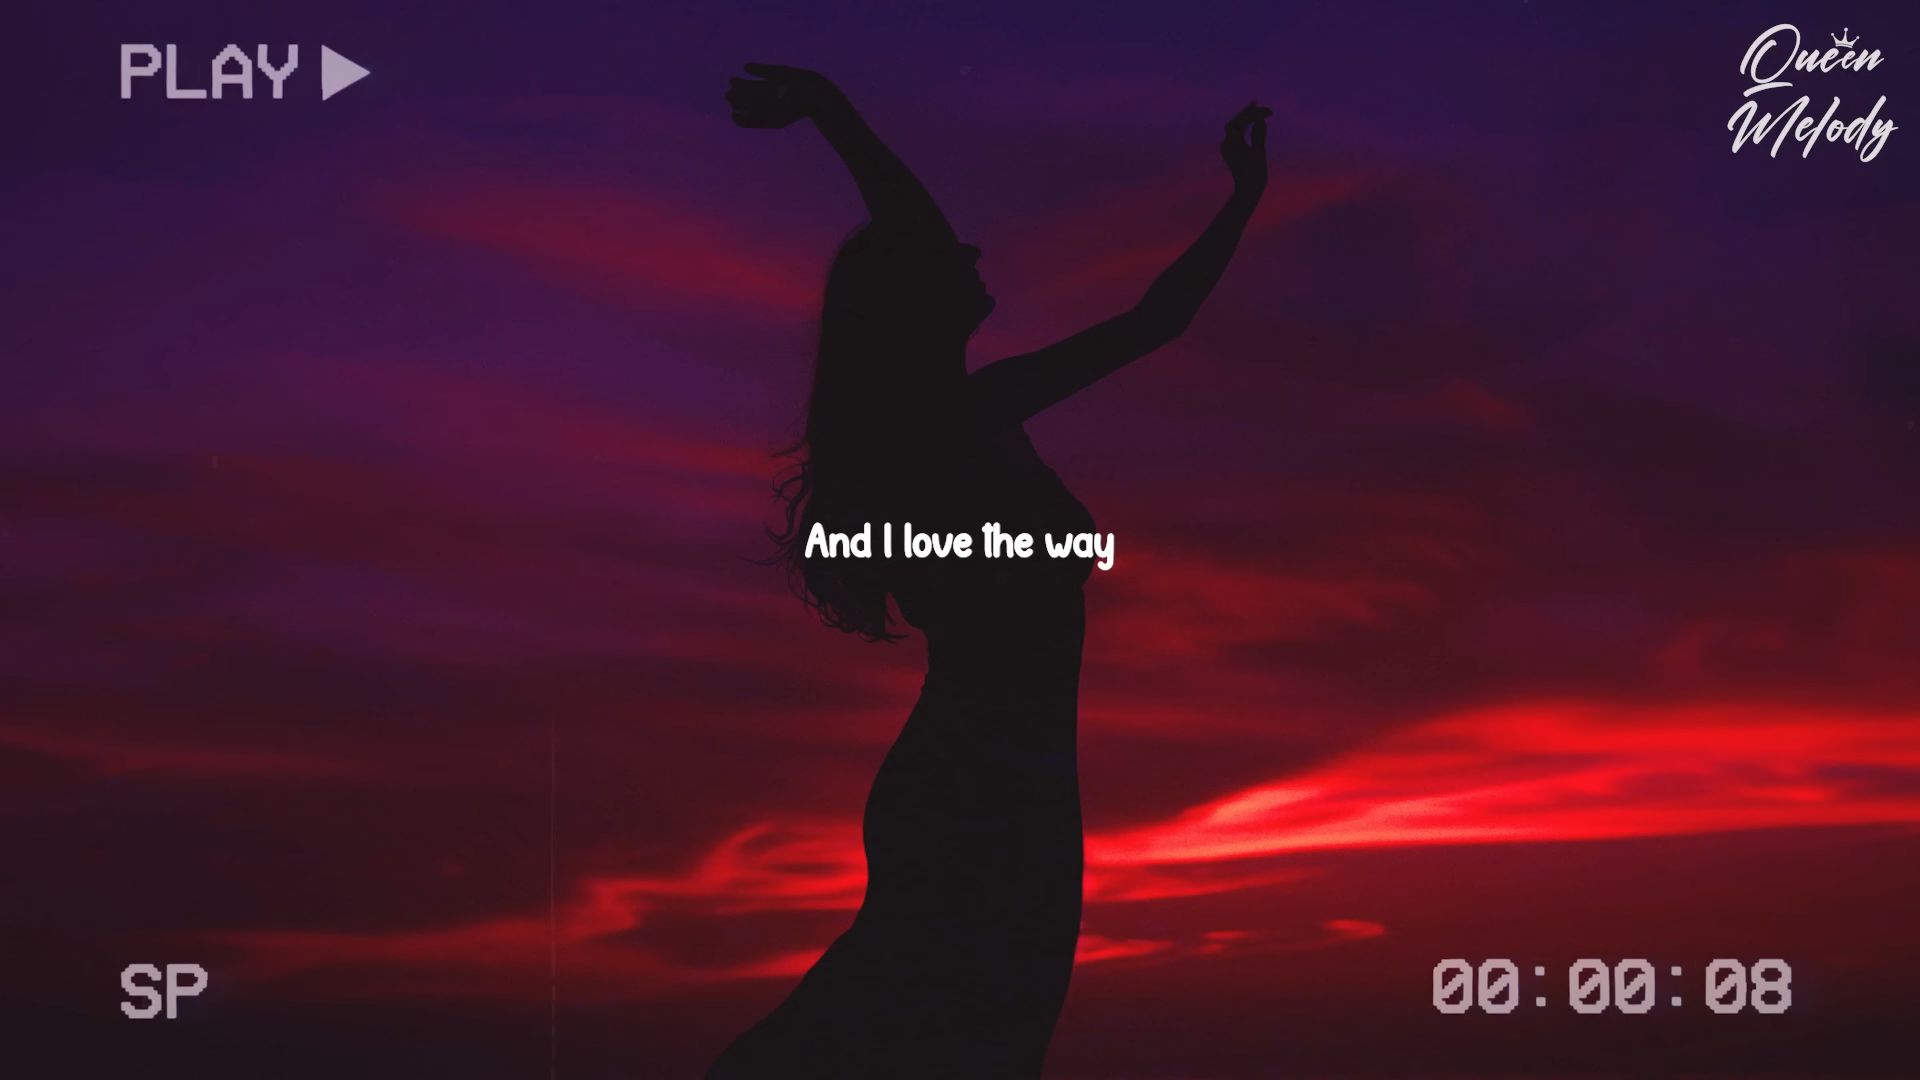 PLAY
Queen
Melody
And I love the way
SP
00:00:08